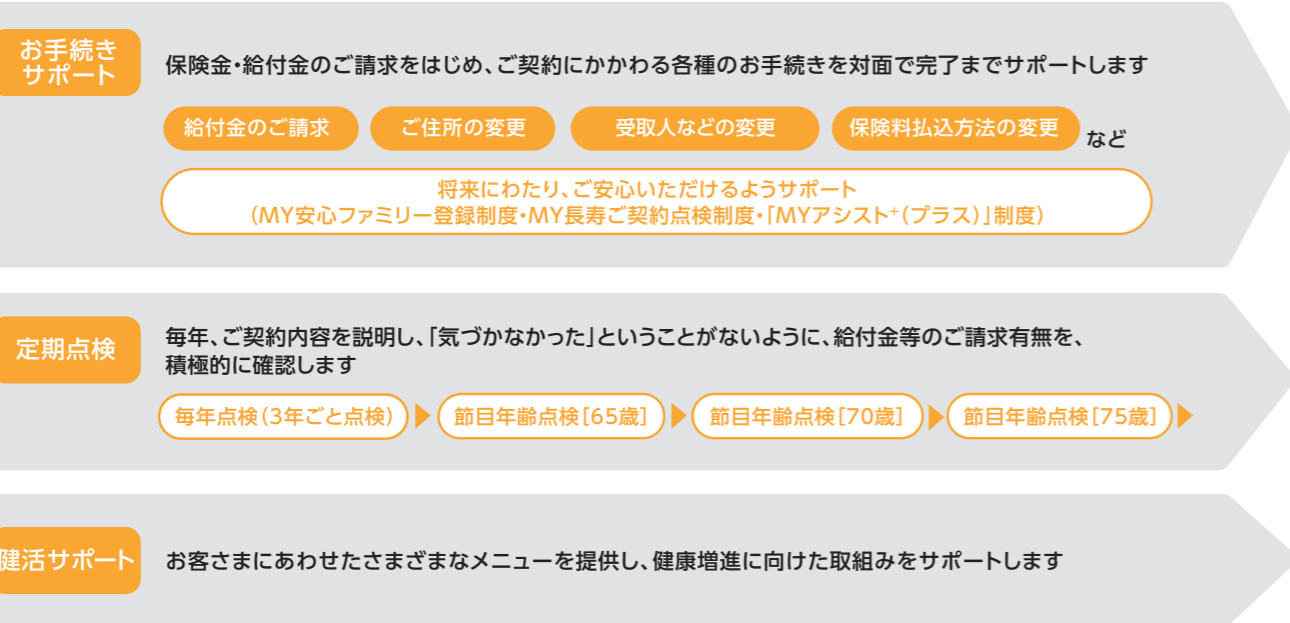 お手続き
サポート
保険金・給付金のご請求をはじめ、ご契約にかかわる各種のお手続きを対面で完了までサポートします
給付金のご請求 ご住所の変更 受取人などの変更 保険料払込方法の変更 など
将来にわたり、ご安心いただけるようサポート
(MY安心ファミリー登録制度・MY長寿ご契約点検制度・「MYアシスト+(プラス)」制度)
定期点検
毎年、ご契約内容を説明し、「気づかなかった」ということがないように、給付金等のご請求有無を、
積極的に確認します
毎年点検(3年ごと点検) 節目年齢点検[65歳] 節目年齢点検[70歳] 節目年齢点検[75歳]
健活サポート
お客さまにあわせたさまざまなメニューを提供し、健康増進に向けた取組みをサポートします